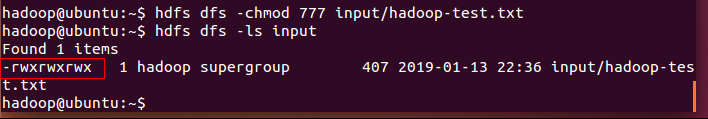 hadoop@ubuntu:~$ hdfs dfs -chmod 777 input/hadoop-test.txt
hadoop@ubuntu:~$ hdfs dfs -ls input
Found 1 items
-rwxrwxrwx   1 hadoop supergroup        407 2019-01-13 22:36 input/hadoop-tes
t.txt
hadoop@ubuntu:~$